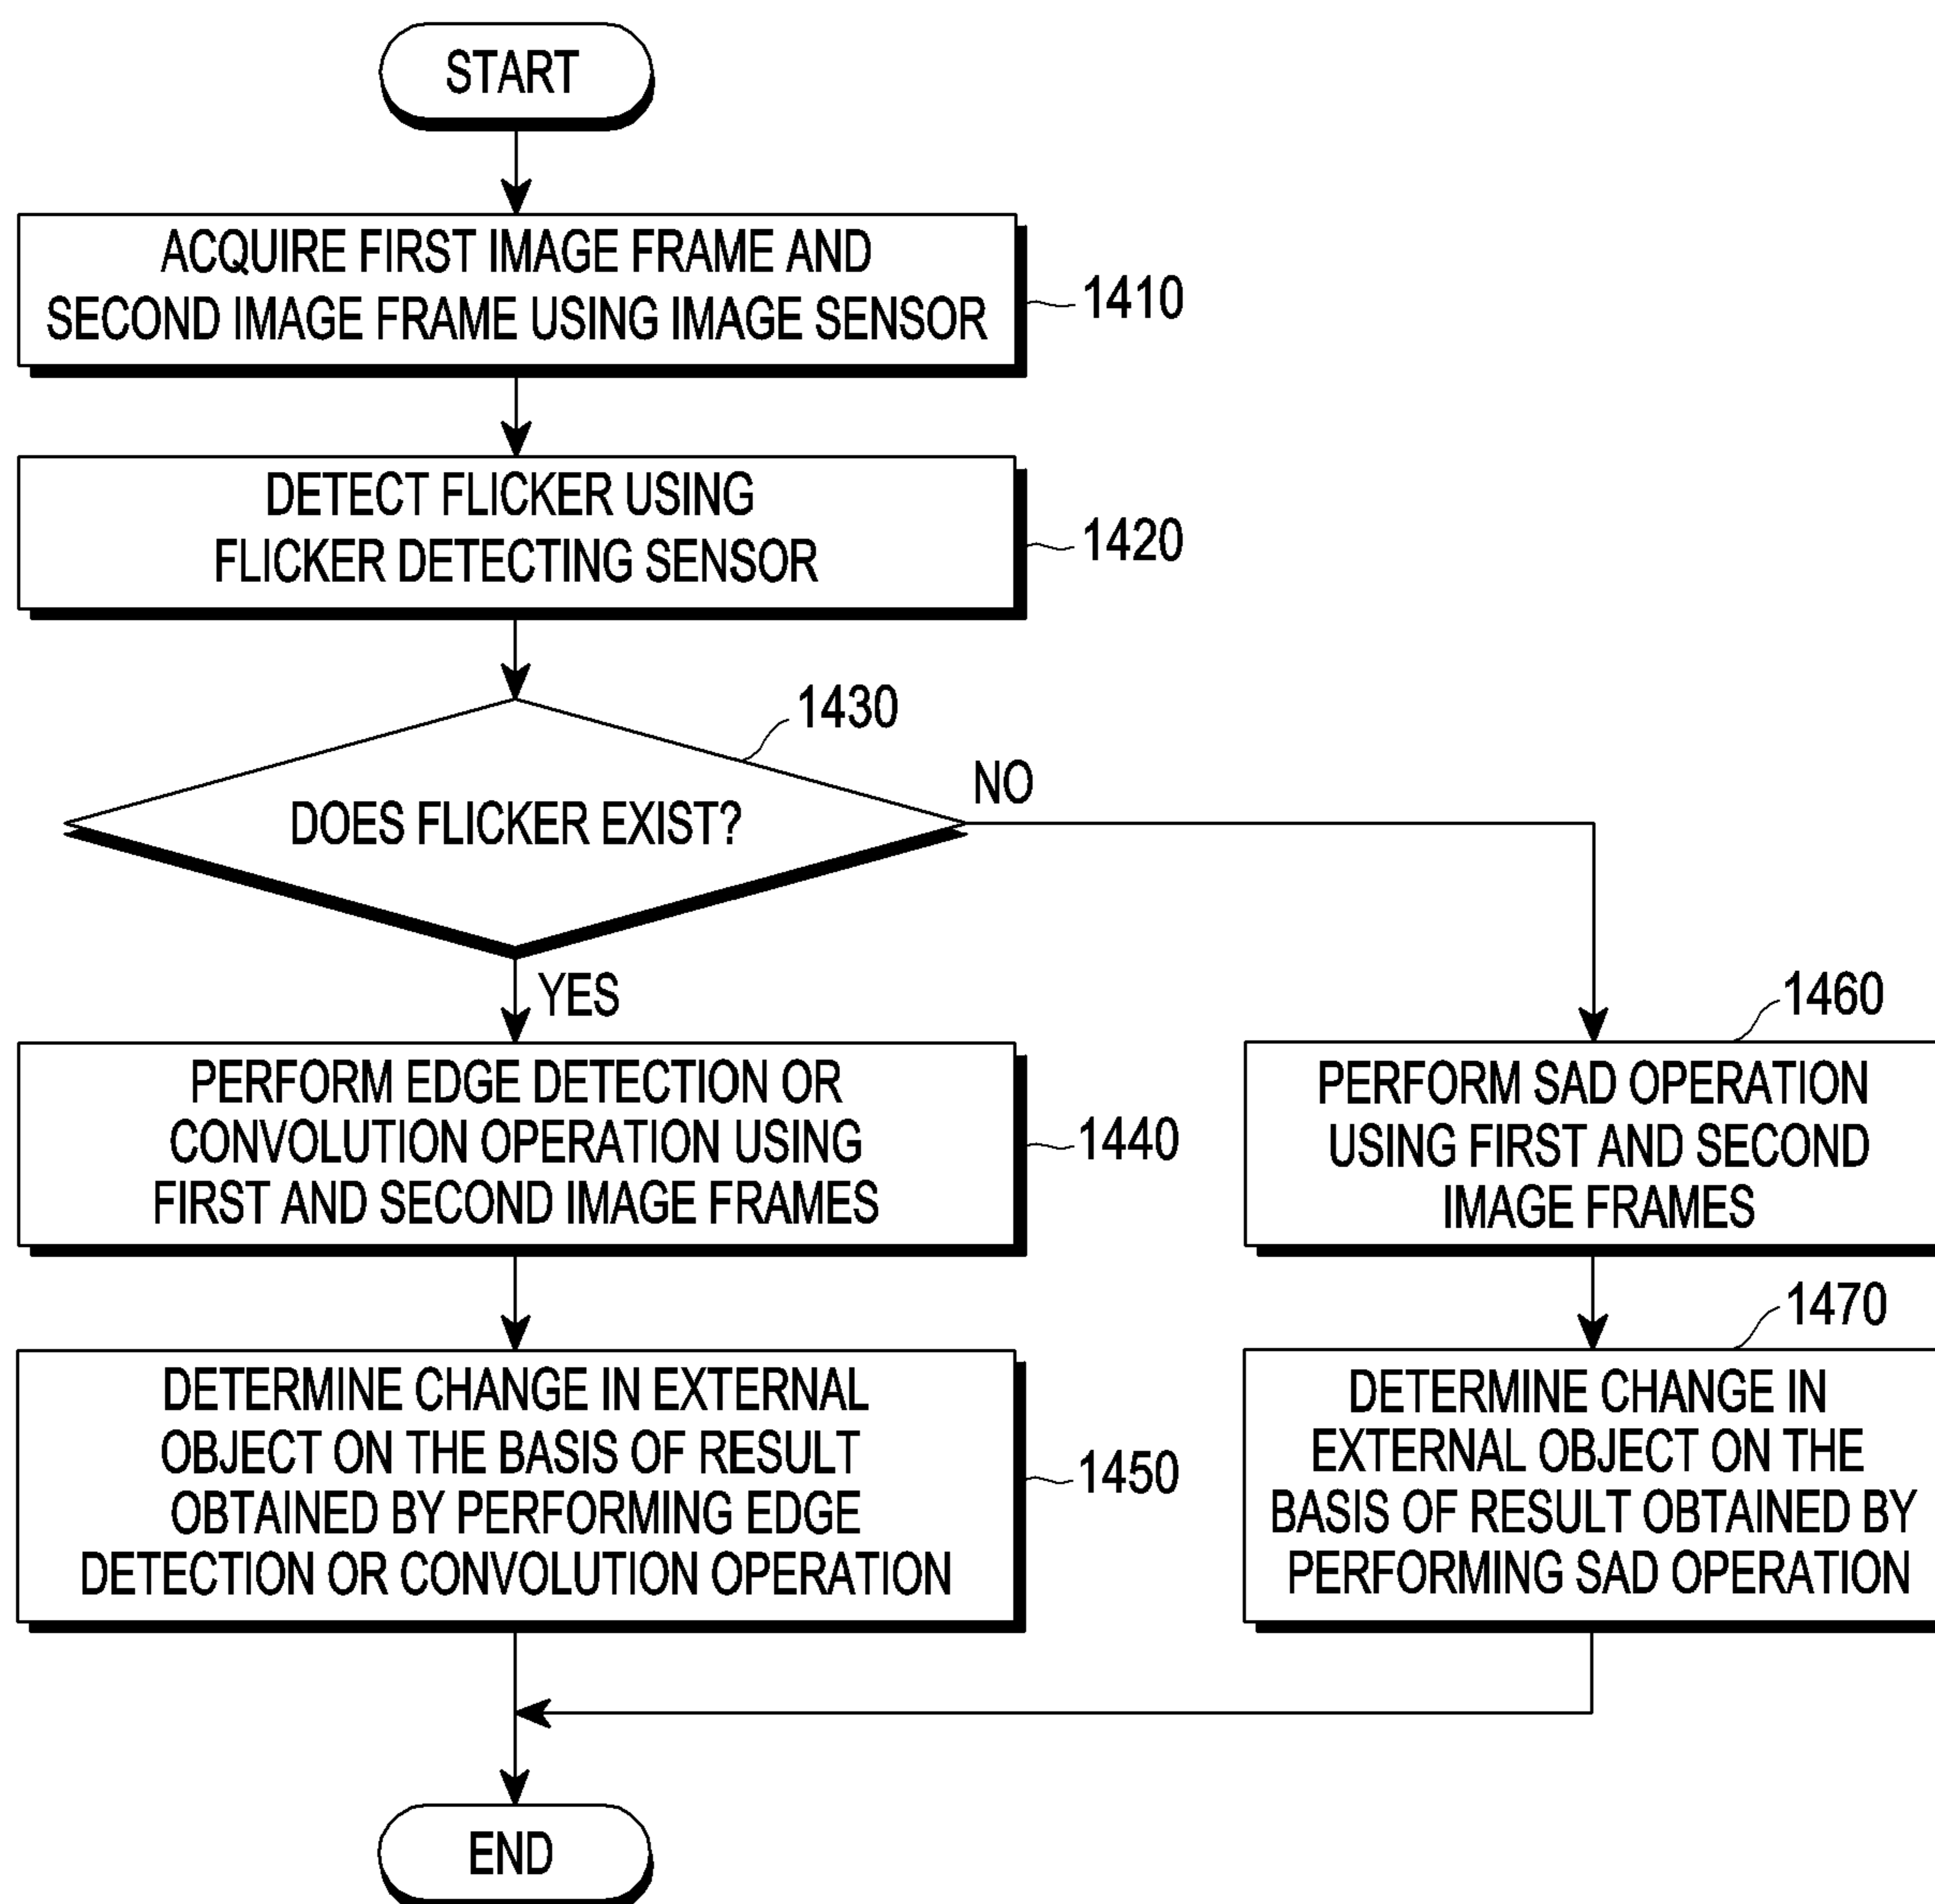 START
ACQUIRE FIRST IMAGE FRAME AND
SECOND IMAGE FRAME USING IMAGE SENSOR
1410
DETECT FLICKER USING
FLICKER DETECTING SENSOR
1420
1430
DOES FLICKER EXIST?
NO
YES
PERFORM EDGE DETECTION OR
CONVOLUTION OPERATION USING
FIRST AND SECOND IMAGE FRAMES
1440
DETERMINE CHANGE IN EXTERNAL
OBJECT ON THE BASIS OF RESULT
OBTAINED BY PERFORMING EDGE
DETECTION OR CONVOLUTION OPERATION
1450
1460
PERFORM SAD OPERATION
USING FIRST AND SECOND
IMAGE FRAMES
1470
DETERMINE CHANGE IN
EXTERNAL OBJECT ON THE
BASIS OF RESULT OBTAINED BY
PERFORMING SAD OPERATION
END